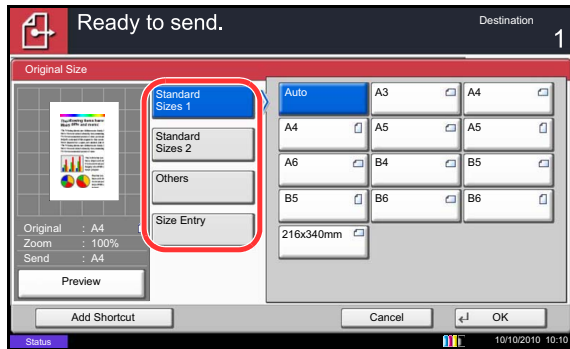 Ready to send.
Destination
1
Original Size
Standard
Sizes 1
Standard
Sizes 2
Others
Size Entry
Auto
A3
A4
A4
A5
A5
A6
B4
B5
B5
B6
B6
216x340mm
Original : A4
Zoom : 100%
Send : A4
Preview
Add Shortcut
Cancel
OK
Status
10/10/2010 10:10